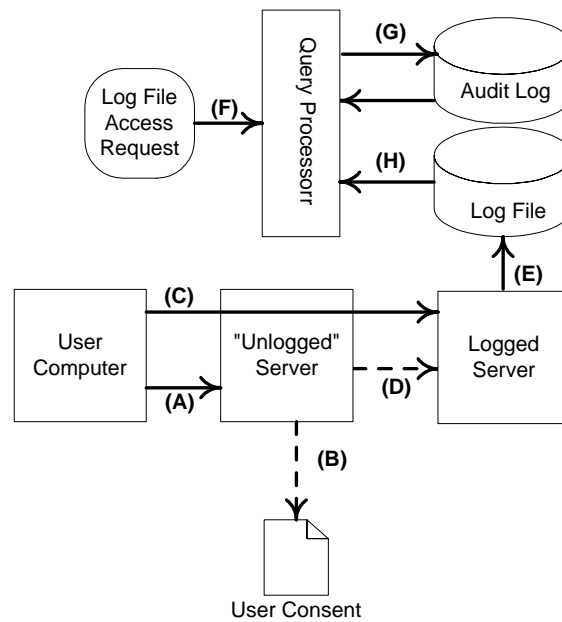 (G)
Query Processorr
Audit Log
Log File
Access
Request
(F)
(H)
Log File
(E)
(C)
User
Computer
"Unlogged"
Server
Logged
Server
(A)
(D)
(B)
User Consent